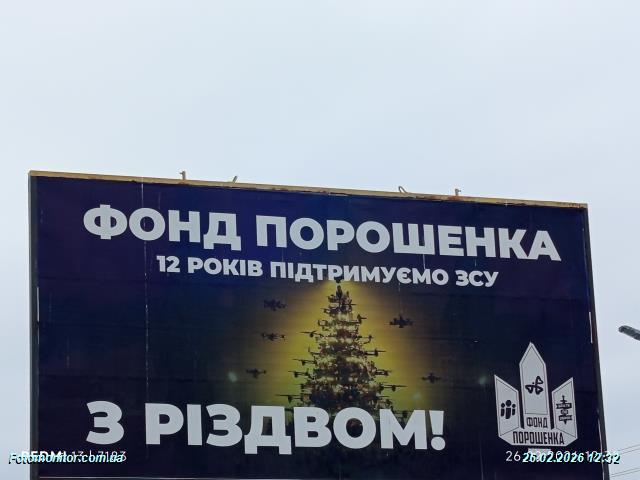 ФОНД ПОРОШЕНКА
12 РОКІВ ПІДТРИМУЄМО ЗСУ
З РІЗДВОМ!
ФОНД
ПОРОШЕНКА
Fotomonitor.com.ua
26.02.2026 12:32